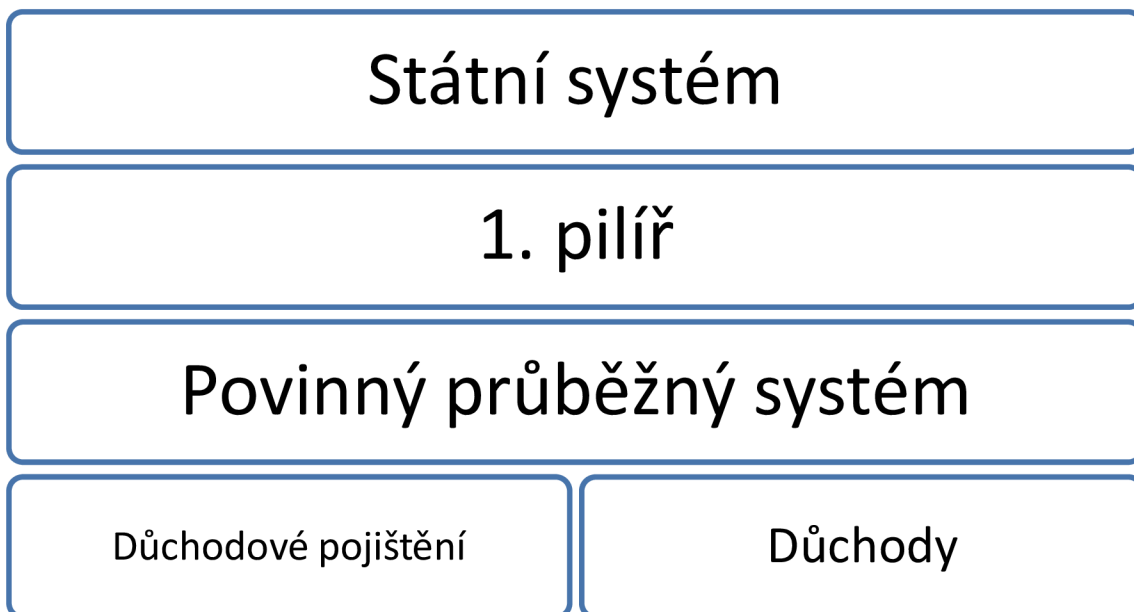 Státní systém
1. pilíř
Povinný průběžný systém
Důchodové pojištění
Důchody